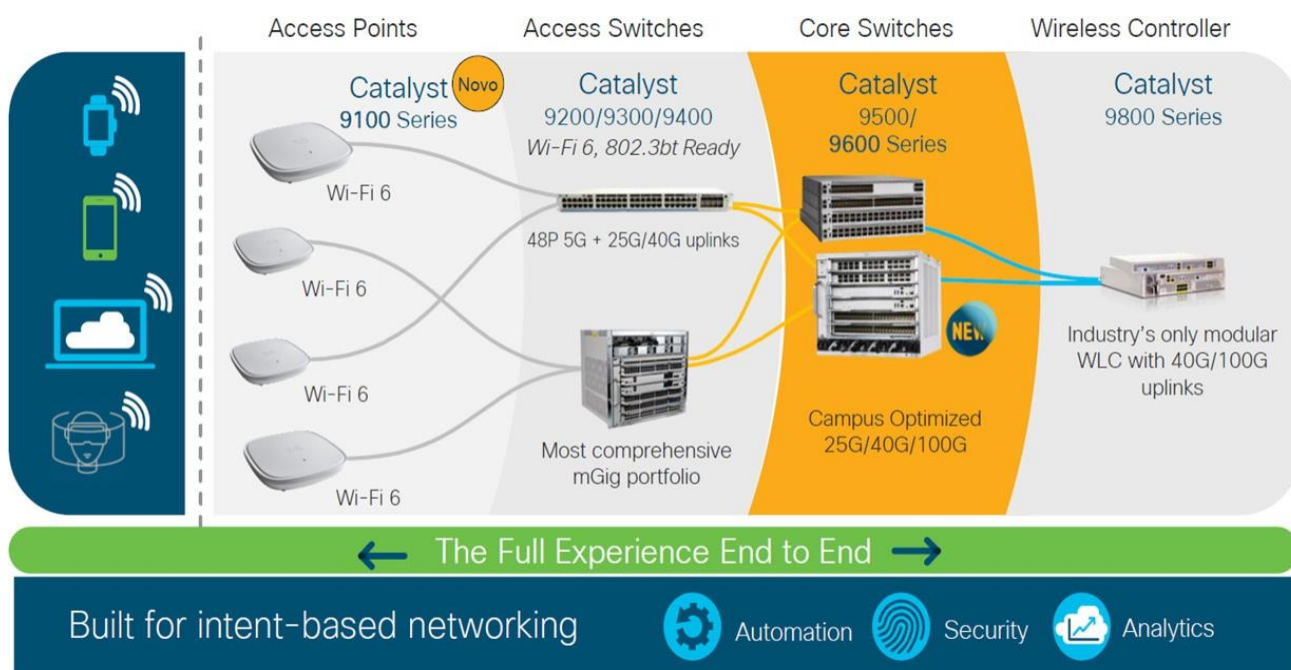 Access Points
Access Switches
Core Switches
Wireless Controller
Catalyst
9100 Series
Novo
Wi-Fi 6
Wi-Fi 6
Wi-Fi 6
Wi-Fi 6
Catalyst
9200/9300/9400
Wi-Fi 6, 802.3bt Ready
48P 5G + 25G/40G uplinks
Most comprehensive
mGig portfolio
Catalyst
9500/
9600 Series
NEW
Campus Optimized
25G/40G/100G
Catalyst
9800 Series
Industry's only modular
WLC with 40G/100G
uplinks
The Full Experience End to End
Built for intent-based networking
Automation
Security
Analytics